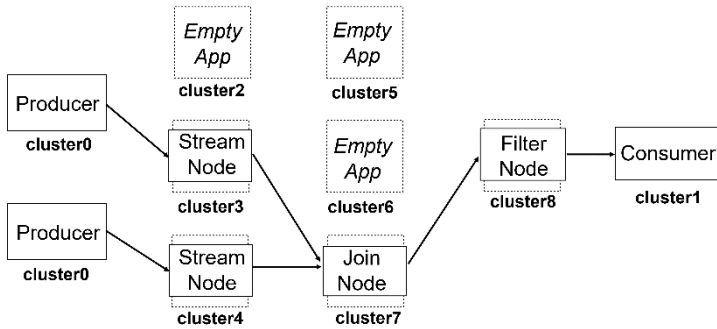 Empty
App
cluster2
Empty
App
cluster5
Producer
cluster0
Stream
Node
cluster3
Empty
App
cluster6
Filter
Node
cluster8
Consumer
cluster1
Producer
cluster0
Stream
Node
cluster4
Join
Node
cluster7